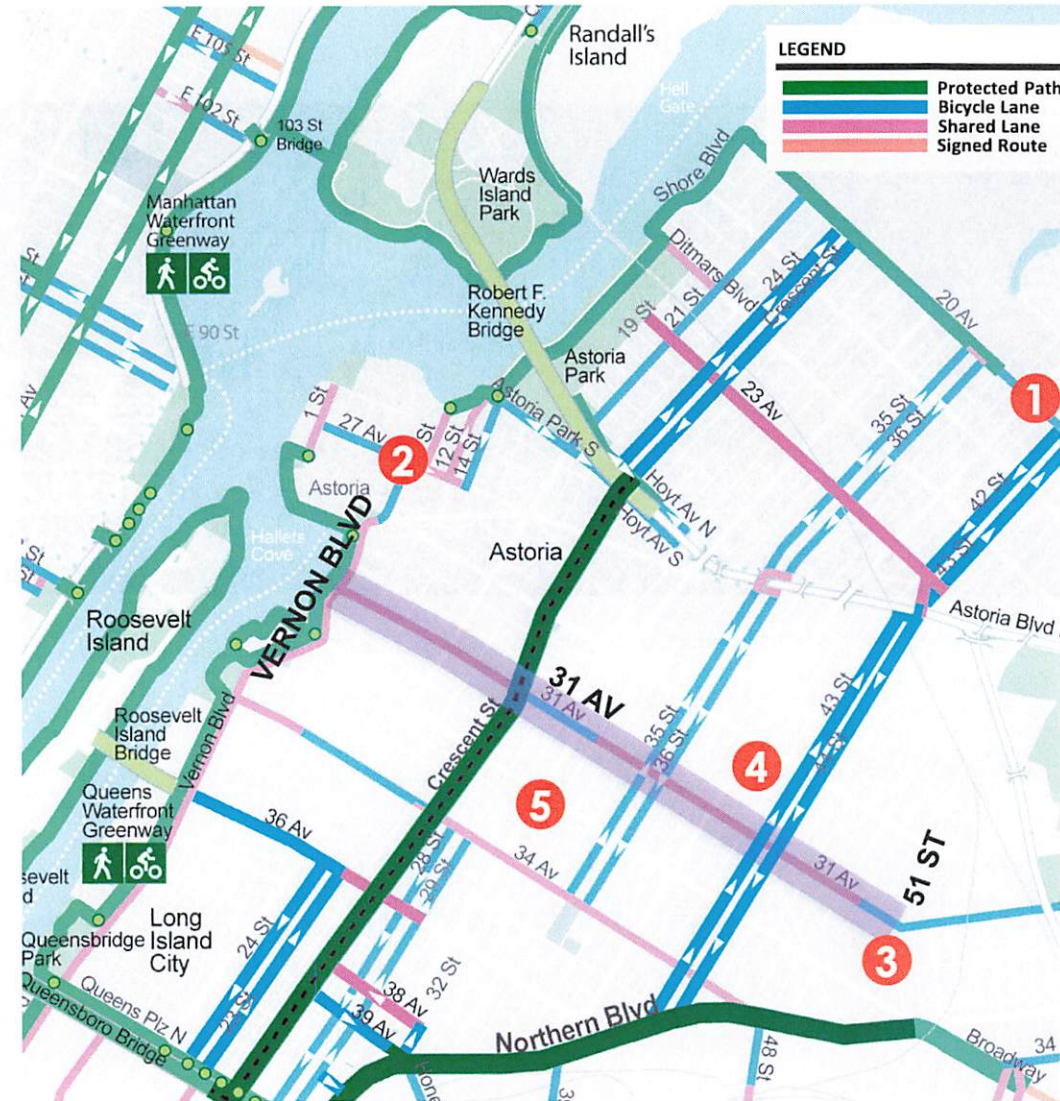 Randall's
Island
LEGEND
Protected Path
Bicycle Lane
Shared Lane
Signed Route
Hell
Gate
E 105 St
E 102 St
103 St
Bridge
Shore Blvd
Wards
Island
Park
Manhattan
Waterfront
Greenway
Ditmars Blvd
24 St
Crescent St
20 Av
Robert F.
Kennedy
Bridge
E 90 St
19 St
21 St
Astoria
Park
Astoria Park S
1 St
27 Av
2
St
12 St
14 St
23 Av
35 St
36 St
1
Astoria
Hallets
Cove
VERNON BLVD
Astoria
Hoyt Av N
Hoyt Av S
42 St
Astoria Blvd
Roosevelt
Island
Roosevelt
Island
Bridge
Vernon Blvd
Crescent St
31 AV
31 Av
35 St
36 St
43 St
44 St
4
5
Queens
Waterfront
Greenway
36 Av
28 St
29 St
34 Av
31 Av
51 ST
3
Queensbridge
Park
Long
Island
City
24 St
23 St
32 St
38 Av
39 Av
Queens Plz N
Queensboro Bridge
Northern Blvd
48 St
Broadway
34